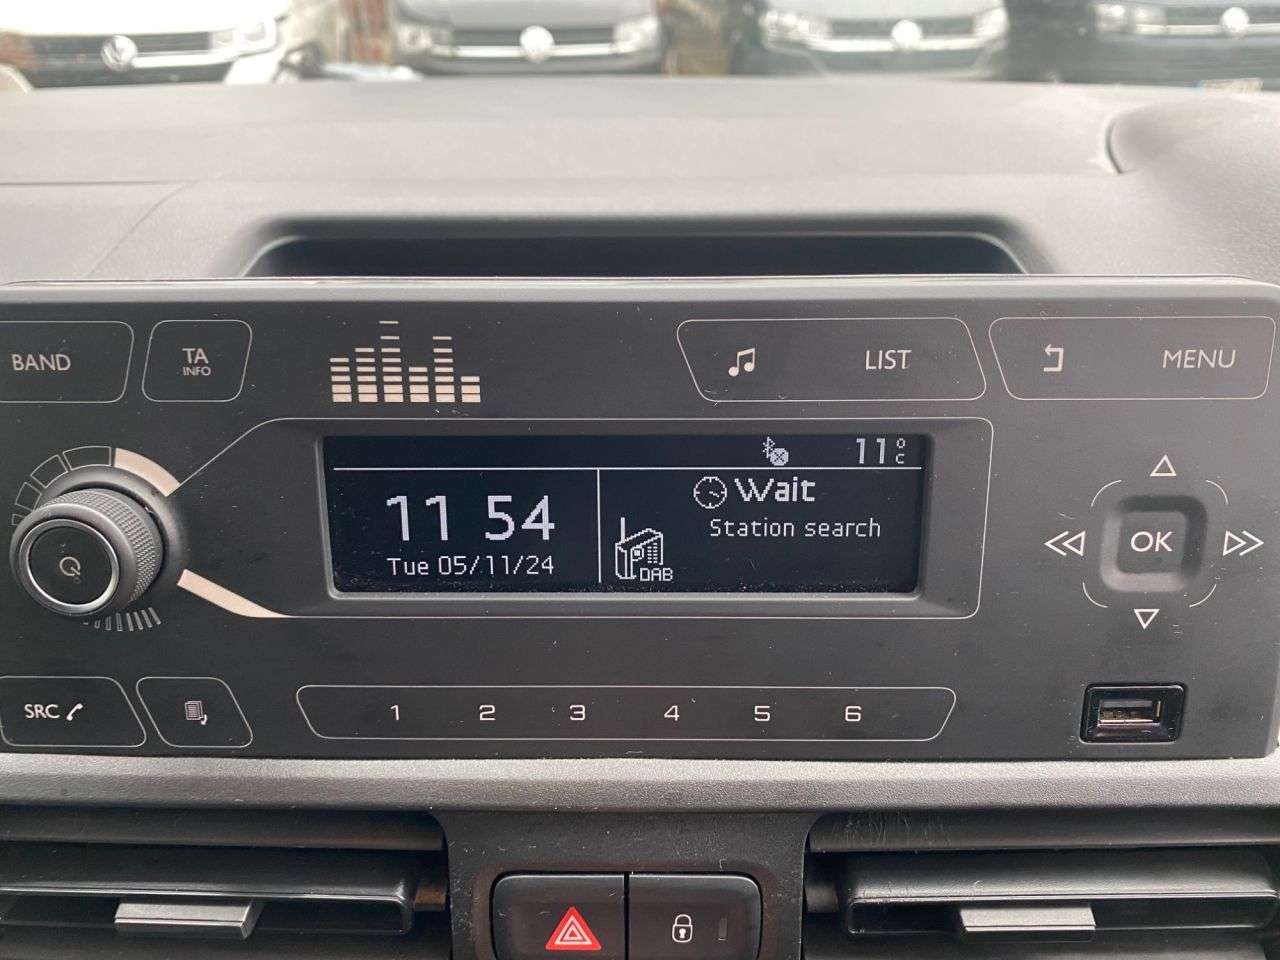 BAND
TA
INFO
LIST
MENU
11°C
11 54
Tue 05/11/24
Wait
Station search
DAB
OK
SRC
1 2 3 4 5 6